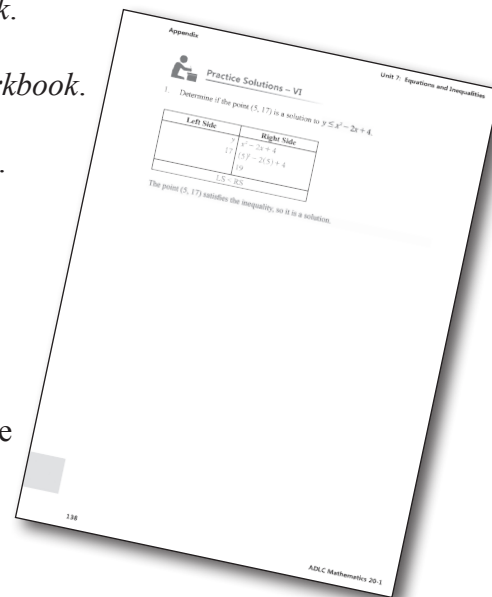 k.
rkbook.
.
e
Appendix
Unit 7: Equations and Inequalities
Practice Solutions – VI
1. Determine if the point (5, 17) is a solution to y ≤ x² – 2x + 4.
Left Side Right Side
y x² – 2x + 4
17 (5)² – 2(5) + 4
19
LS RS
The point (5, 17) satisfies the inequality, so it is a solution.
138
ADLC Mathematics 20-1